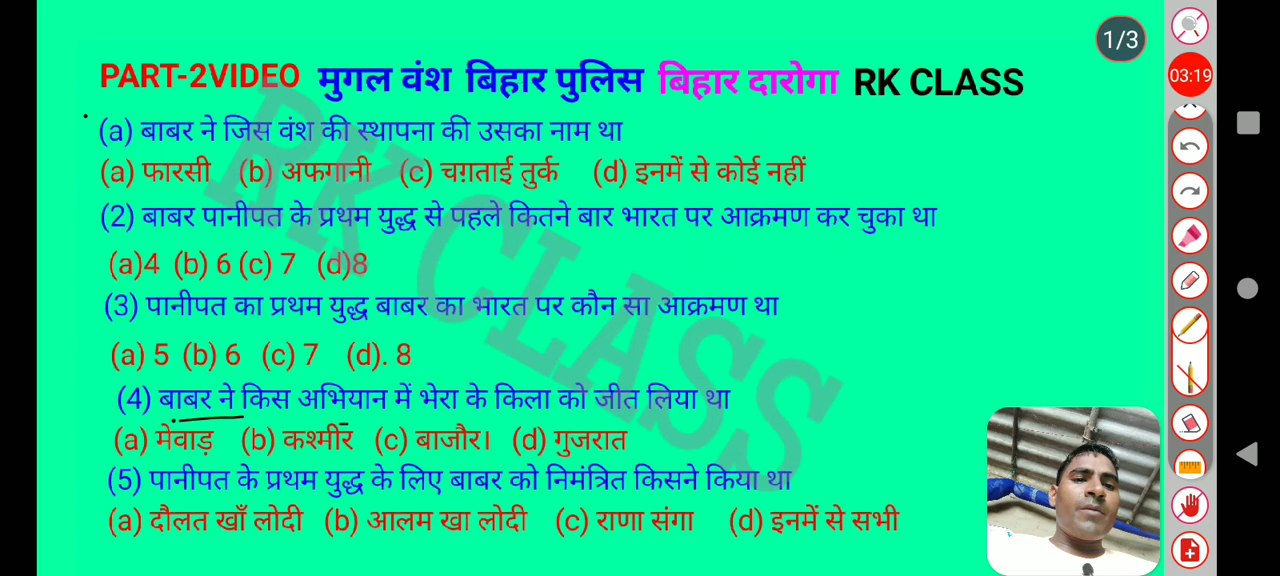 1/3
PART-2VIDEO मुगल वंश बिहार पुलिस बिहार दारोगा RK CLASS
03:19
(a) बाबर ने जिस वंश की स्थापना की उसका नाम था
(a) फारसी (b) अफगानी (c) चग़ताई तुर्क (d) इनमें से कोई नहीं
(2) बाबर पानीपत के प्रथम युद्ध से पहले कितने बार भारत पर आक्रमण कर चुका था
(a)4 (b) 6 (c) 7 (d)8
(3) पानीपत का प्रथम युद्ध बाबर का भारत पर कौन सा आक्रमण था
(a) 5 (b) 6 (c) 7 (d). 8
(4) बाबर ने किस अभियान में भेरा के किला को जीत लिया था
(a) मेवाड़ (b) कश्मीर (c) बाजौर। (d) गुजरात
(5) पानीपत के प्रथम युद्ध के लिए बाबर को निमंत्रित किसने किया था
(a) दौलत खाँ लोदी (b) आलम खा लोदी (c) राणा संगा (d) इनमें से सभी
RK CLASS